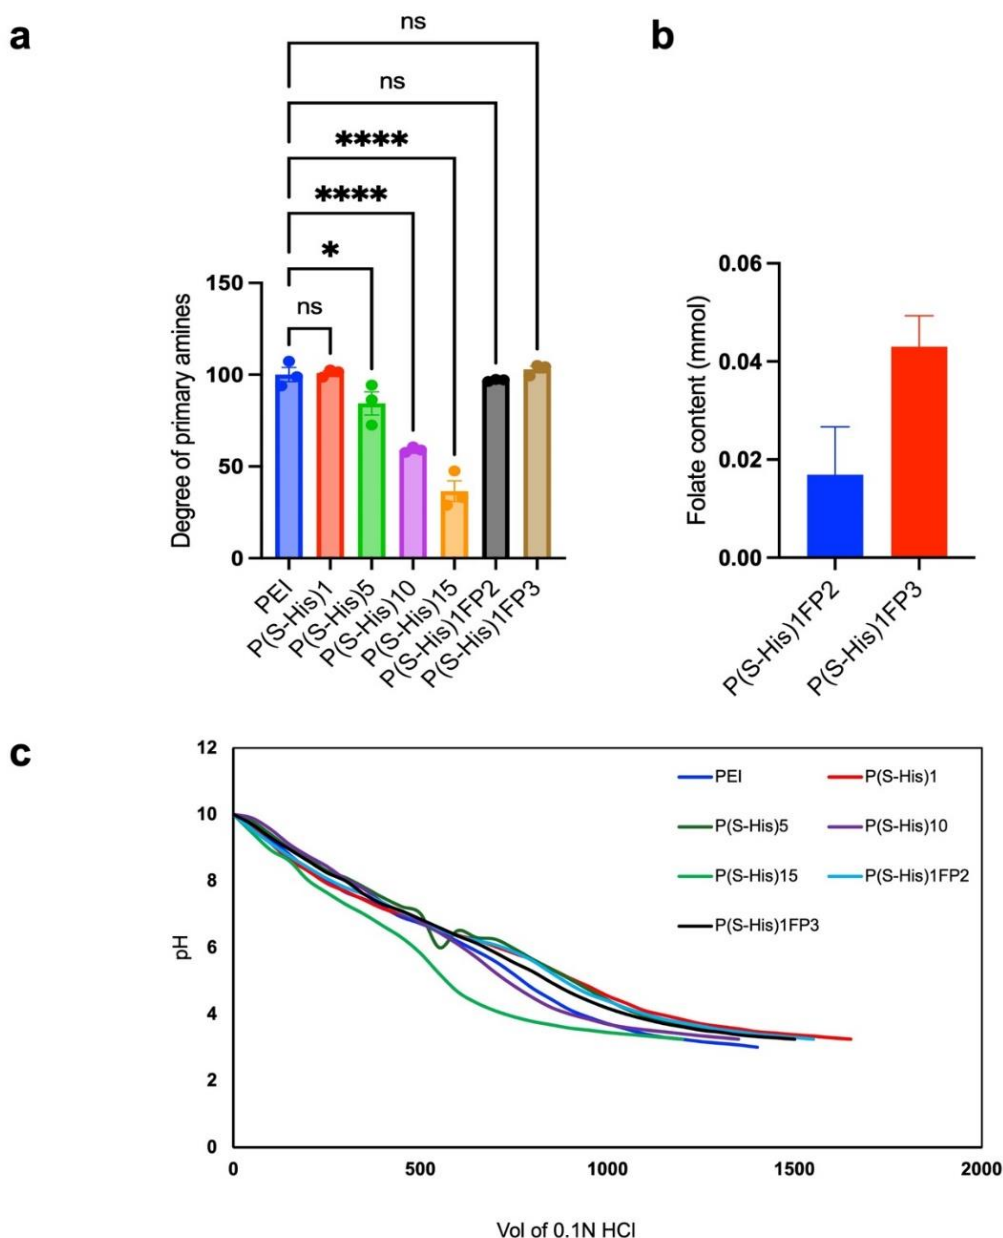 a
ns
ns
****
****
*
ns
150
100
50
0
Degree of primary amines
PEI
P(S-His)1
P(S-His)5
P(S-His)10
P(S-His)15
P(S-His)1FP2
P(S-His)1FP3
b
0.06
0.04
0.02
0.00
Folate content (mmol)
P(S-His)1FP2
P(S-His)1FP3
c
12
10
8
6
4
2
0
pH
PEI P(S-His)1
P(S-His)5 P(S-His)10
P(S-His)15 P(S-His)1FP2
P(S-His)1FP3
0 500 1000 1500 2000
Vol of 0.1N HCl